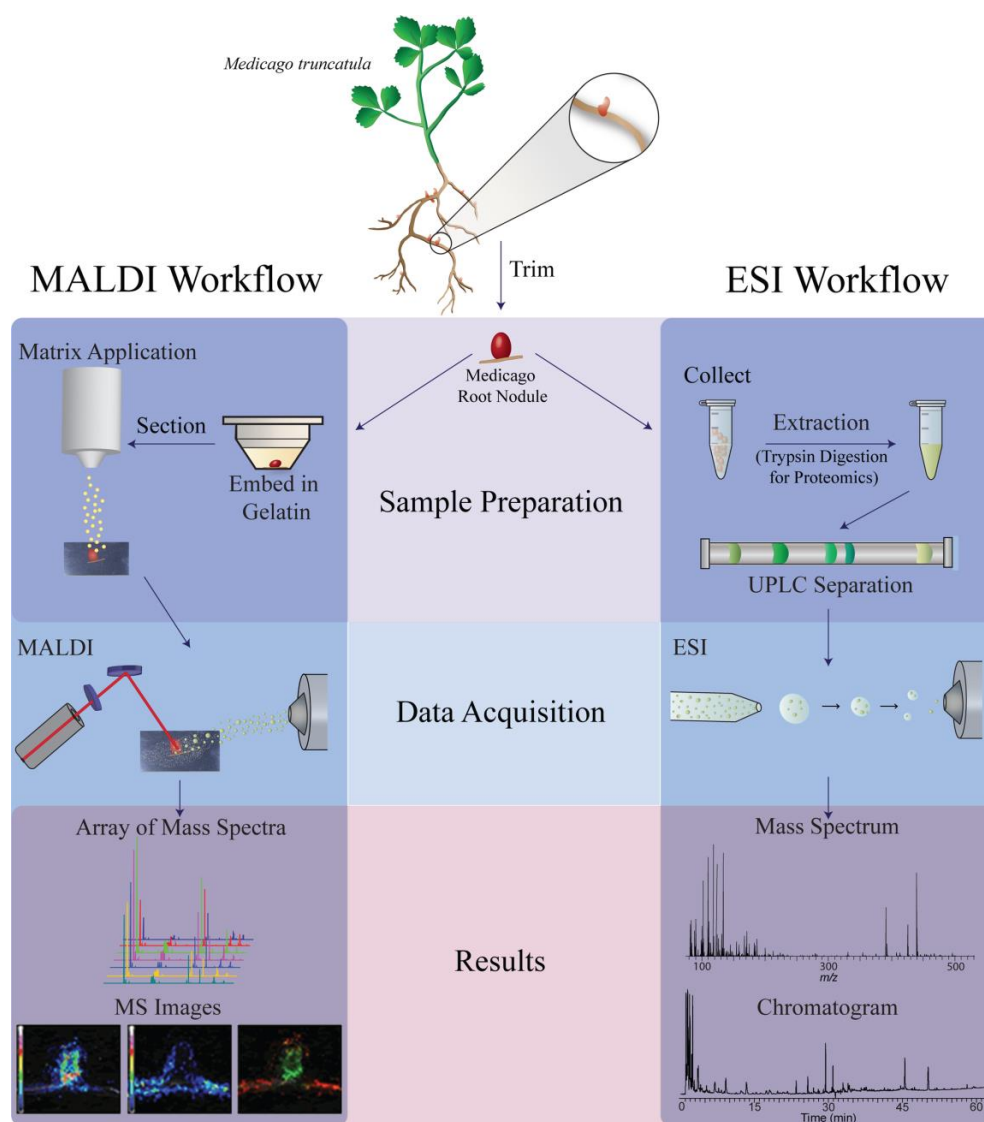 Medicago truncatula
Trim
MALDI Workflow
ESI Workflow
Medicago
Root Nodule
Matrix Application
Section
Embed in
Gelatin
Sample Preparation
Collect
Extraction
(Trypsin Digestion
for Proteomics)
UPLC Separation
MALDI
Data Acquisition
ESI
Array of Mass Spectra
MS Images
Results
Mass Spectrum
100 300 500
m/z
Chromatogram
0 15 30 45 60
Time (min)